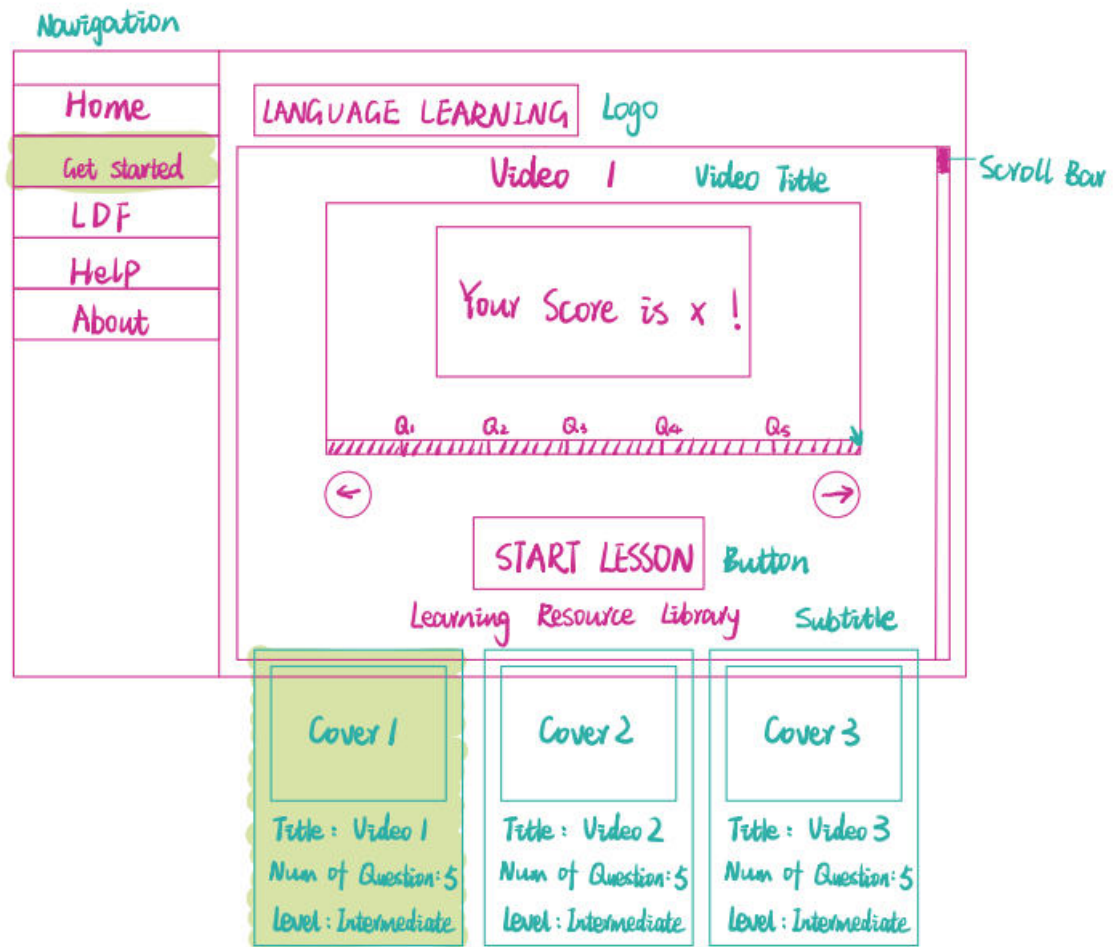 Navigation
Home
Get started
LDF
Help
About
LANGUAGE LEARNING Logo
Video 1 Video Title
Scroll Bar
Your Score is x !
Q1 Q2 Q3 Q4 Q5
← →
START LESSON Button
Learning Resource Library Subtitle
Cover 1
Title : Video 1
Num of Question: 5
Level : Intermediate
Cover 2
Title : Video 2
Num of Question: 5
Level : Intermediate
Cover 3
Title : Video 3
Num of Question: 5
Level : Intermediate